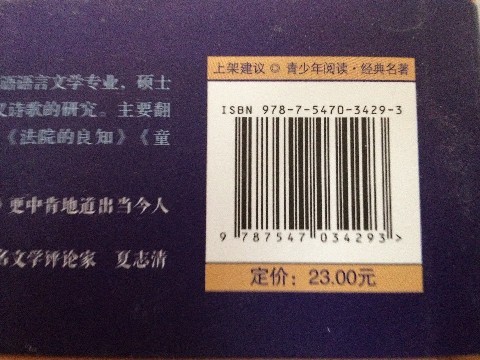 上架建议◎青少年阅读·经典名著
语言文学专业，硕士
诗歌的研究。主要翻
《法院的良知》《童
ISBN 978-7-5470-3429-3
更中肯地道出当今人
名文学评论家 夏志清
9 787547 034293 >
定价：23.00元